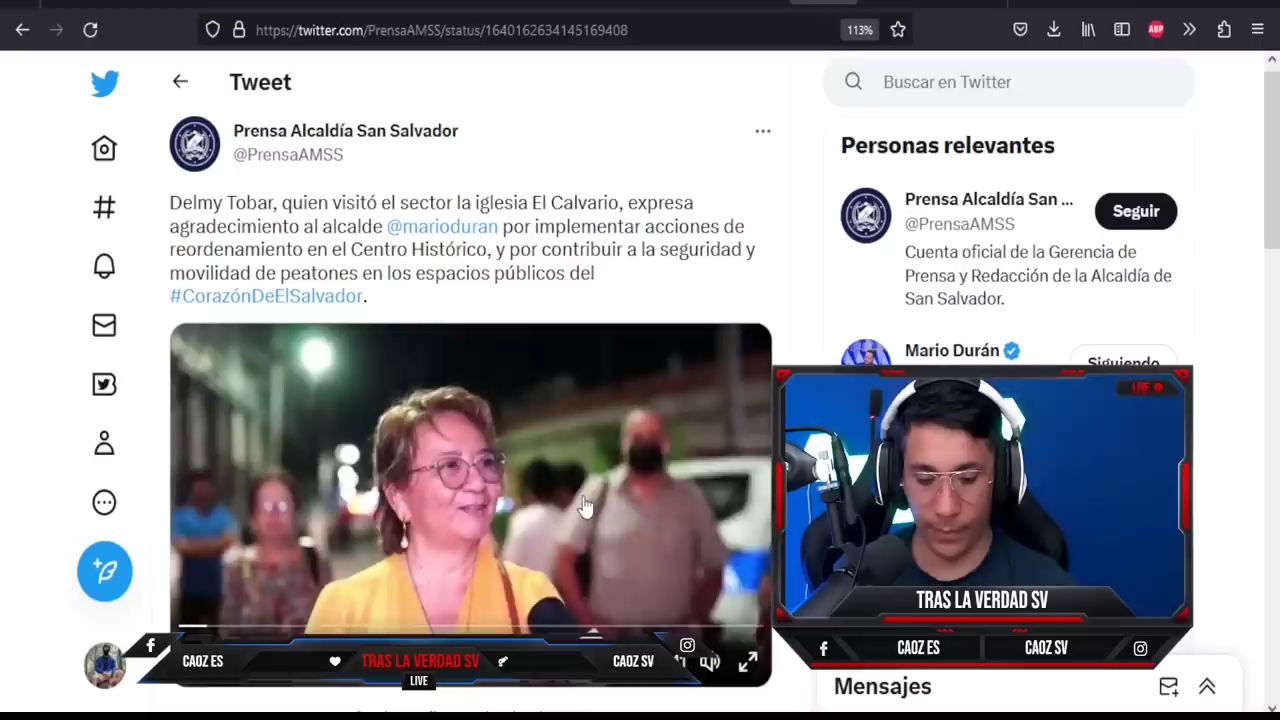 https://twitter.com/PrensaAMSS/status/1640162634145169408
113%
ABP
Tweet
Buscar en Twitter
Prensa Alcaldía San Salvador
@PrensaAMSS
Delmy Tobar, quien visitó el sector la iglesia El Calvario, expresa
agradecimiento al alcalde @marioduran por implementar acciones de
reordenamiento en el Centro Histórico, y por contribuir a la seguridad y
movilidad de peatones en los espacios públicos del
#CorazónDeElSalvador.
Personas relevantes
Prensa Alcaldía San ...
@PrensaAMSS
Seguir
Cuenta oficial de la Gerencia de
Prensa y Redacción de la Alcaldía de
San Salvador.
Mario Durán
Siguiendo
LIVE
TRAS LA VERDAD SV
CAOZ ES
CAOZ SV
CAOZ ES
TRAS LA VERDAD SV
CAOZ SV
LIVE
Mensajes